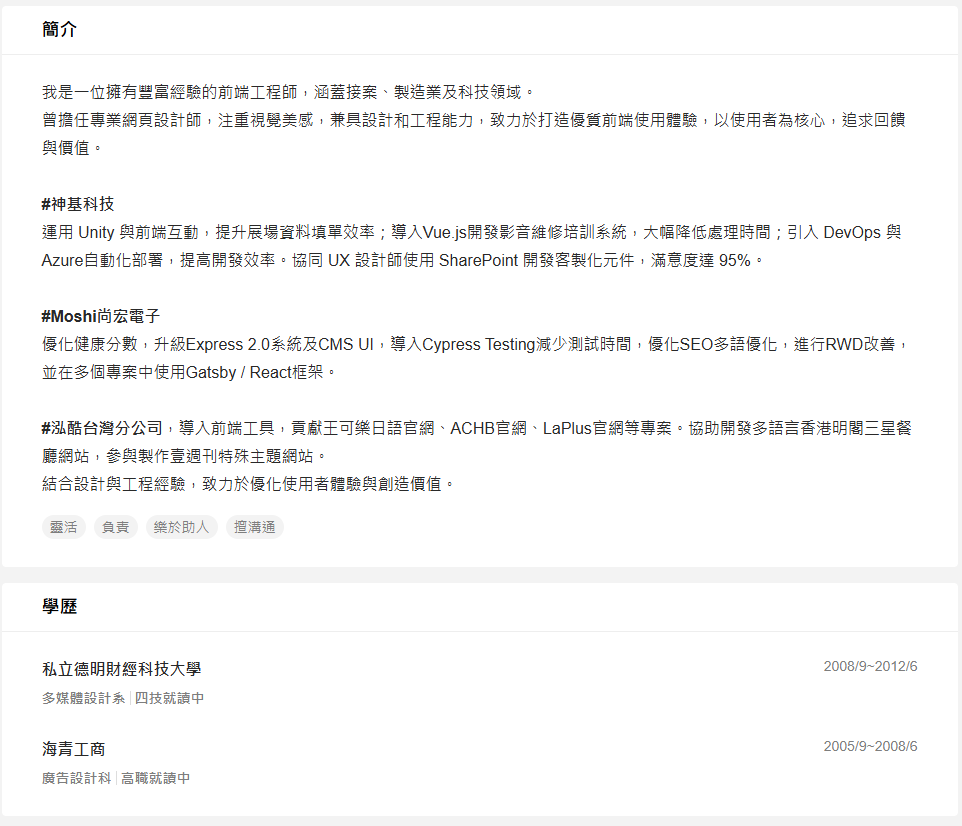 簡介
我是一位擁有豐富經驗的前端工程師，涵蓋接案、製造業及科技領域。
曾擔任專業網頁設計師，注重視覺美感，兼具設計和工程能力，致力於打造優質前端使用體驗，以使用者為核心，追求回饋
與價值。
#神基科技
運用 Unity 與前端互動，提升展場資料填單效率；導入Vue.js開發影音維修培訓系統，大幅降低處理時間；引入 DevOps 與
Azure自動化部署，提高開發效率。協同 UX 設計師使用 SharePoint 開發客製化元件，滿意度達 95%。
#Moshi尚宏電子
優化健康分數，升級Express 2.0系統及CMS UI，導入Cypress Testing減少測試時間，優化SEO多語優化，進行RWD改善，
並在多個專案中使用Gatsby / React框架。
#泓酷台灣分公司，導入前端工具，貢獻王可樂日語官網、ACHB官網、LaPlus官網等專案。協助開發多語言香港明閣三星餐
廳網站，參與製作壹週刊特殊主題網站。
結合設計與工程經驗，致力於優化使用者體驗與創造價值。
靈活 負責 樂於助人 擅溝通
學歷
私立德明財經科技大學 2008/9~2012/6
多媒體設計系 | 四技就讀中
海青工商 2005/9~2008/6
廣告設計科 | 高職就讀中